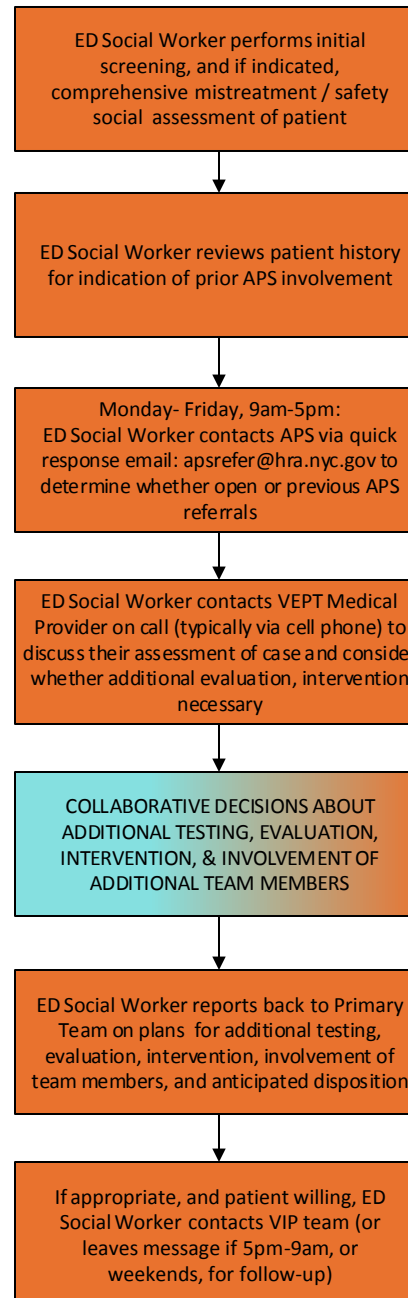 ED Social Worker performs initial
screening, and if indicated,
comprehensive mistreatment / safety
social assessment of patient
ED Social Worker reviews patient history
for indication of prior APS involvement
Monday- Friday, 9am-5pm:
ED Social Worker contacts APS via quick
response email: apsrefer@hra.nyc.gov to
determine whether open or previous APS
referrals
ED Social Worker contacts VEPT Medical
Provider on call (typically via cell phone) to
discuss their assessment of case and conside
whether additional evaluation, intervention
necessary
COLLABORATIVE DECISIONS ABOUT
ADDITIONAL TESTING, EVALUATION,
INTERVENTION, & INVOLVEMENT OF
ADDITIONAL TEAM MEMBERS
ED Social Worker reports back to Primary
Team on plans for additional testing,
evaluation, intervention, involvement of
team members, and anticipated disposition
If appropriate, and patient willing, ED
Social Worker contacts VIP team (or
leaves message if 5pm-9am, or
weekends, for follow-up)